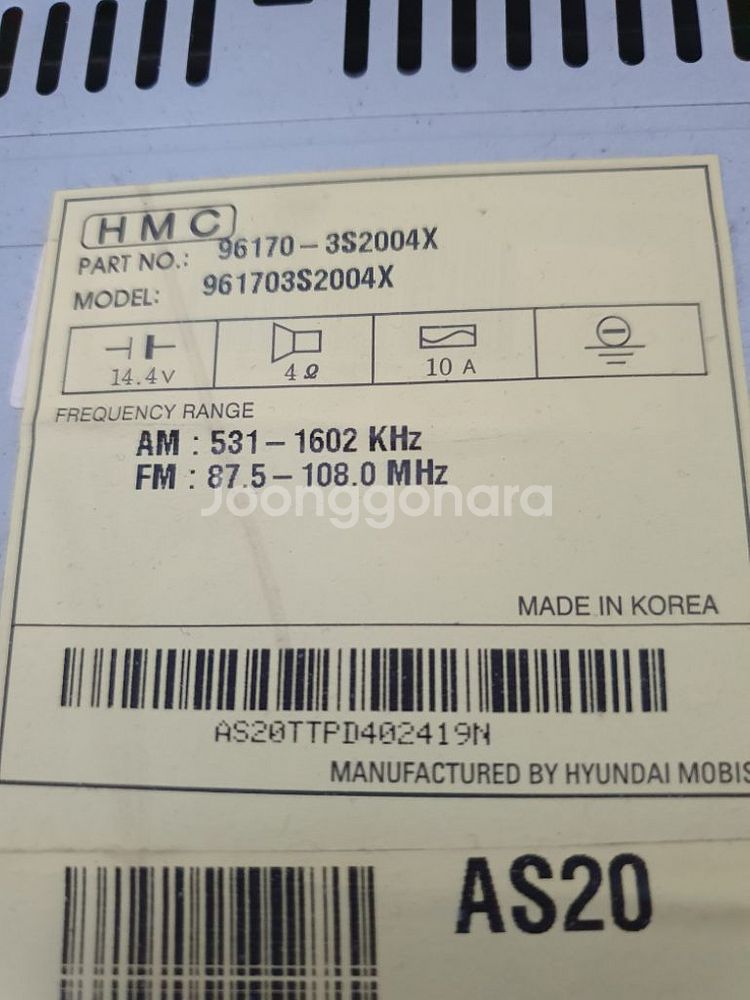 HMC
PART NO.: 96170-3S2004X
MODEL: 961703S2004X
14.4V 4Ω 10 A
FREQUENCY RANGE
AM : 531-1602 KHz
FM : 87.5-108.0 MHz
Joonggonara
MADE IN KOREA
AS20TTPD402419N
MANUFACTURED BY HYUNDAI MOBIS
AS20